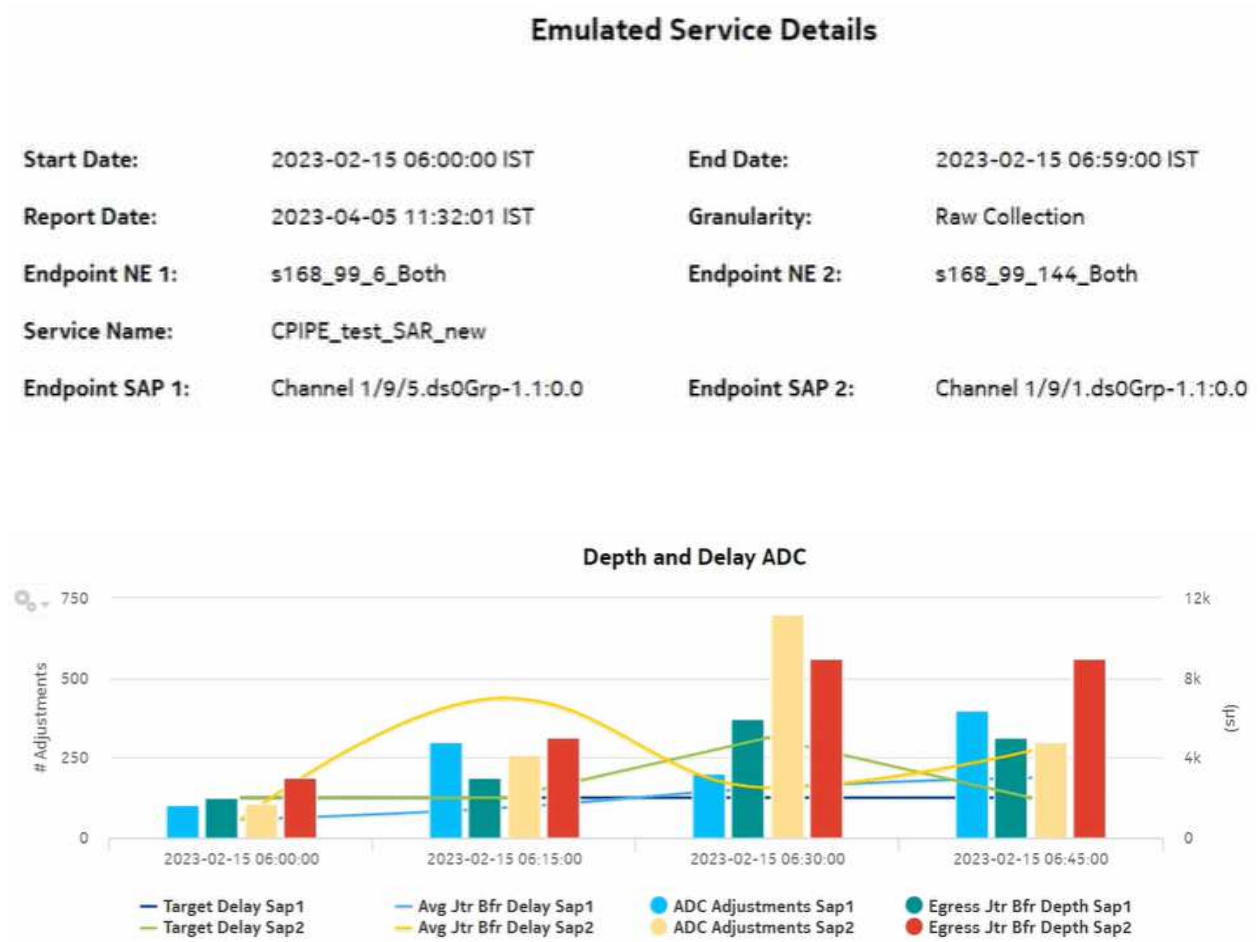 Emulated Service Details
Start Date: 2023-02-15 06:00:00 IST End Date: 2023-02-15 06:59:00 IST
Report Date: 2023-04-05 11:32:01 IST Granularity: Raw Collection
Endpoint NE 1: s168_99_6_Both Endpoint NE 2: s168_99_144_Both
Service Name: CPIPE_test_SAR_new
Endpoint SAP 1: Channel 1/9/5.ds0Grp-1.1:0.0 Endpoint SAP 2: Channel 1/9/1.ds0Grp-1.1:0.0
Depth and Delay ADC
750 12k
# Adjustments
500 8k
(µs)
250 4k
0 0
2023-02-15 06:00:00 2023-02-15 06:15:00 2023-02-15 06:30:00 2023-02-15 06:45:00
Target Delay Sap1 Avg Jtr Bfr Delay Sap1 ADC Adjustments Sap1 Egress Jtr Bfr Depth Sap1
Target Delay Sap2 Avg Jtr Bfr Delay Sap2 ADC Adjustments Sap2 Egress Jtr Bfr Depth Sap2